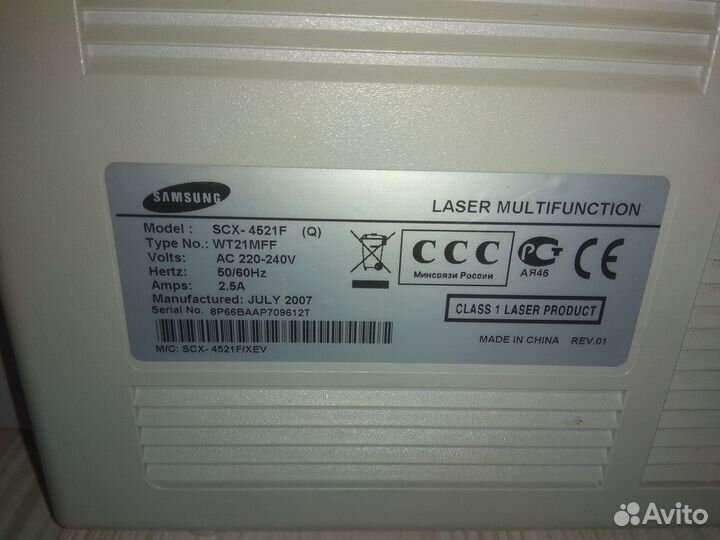 SAMSUNG
LASER MULTIFUNCTION
Model : SCX- 4521F (Q)
Type No.: WT21MFF
Volts: AC 220-240V
Hertz: 50/60Hz
Amps: 2.5A
Manufactured: JULY 2007
Serial No. 8P66BAAP709612T
M/C: SCX- 4521F/XEV
ССС
Минсвязи России
РСТ
АЯ46
CE
CLASS 1 LASER PRODUCT
MADE IN CHINA REV.01
Avito